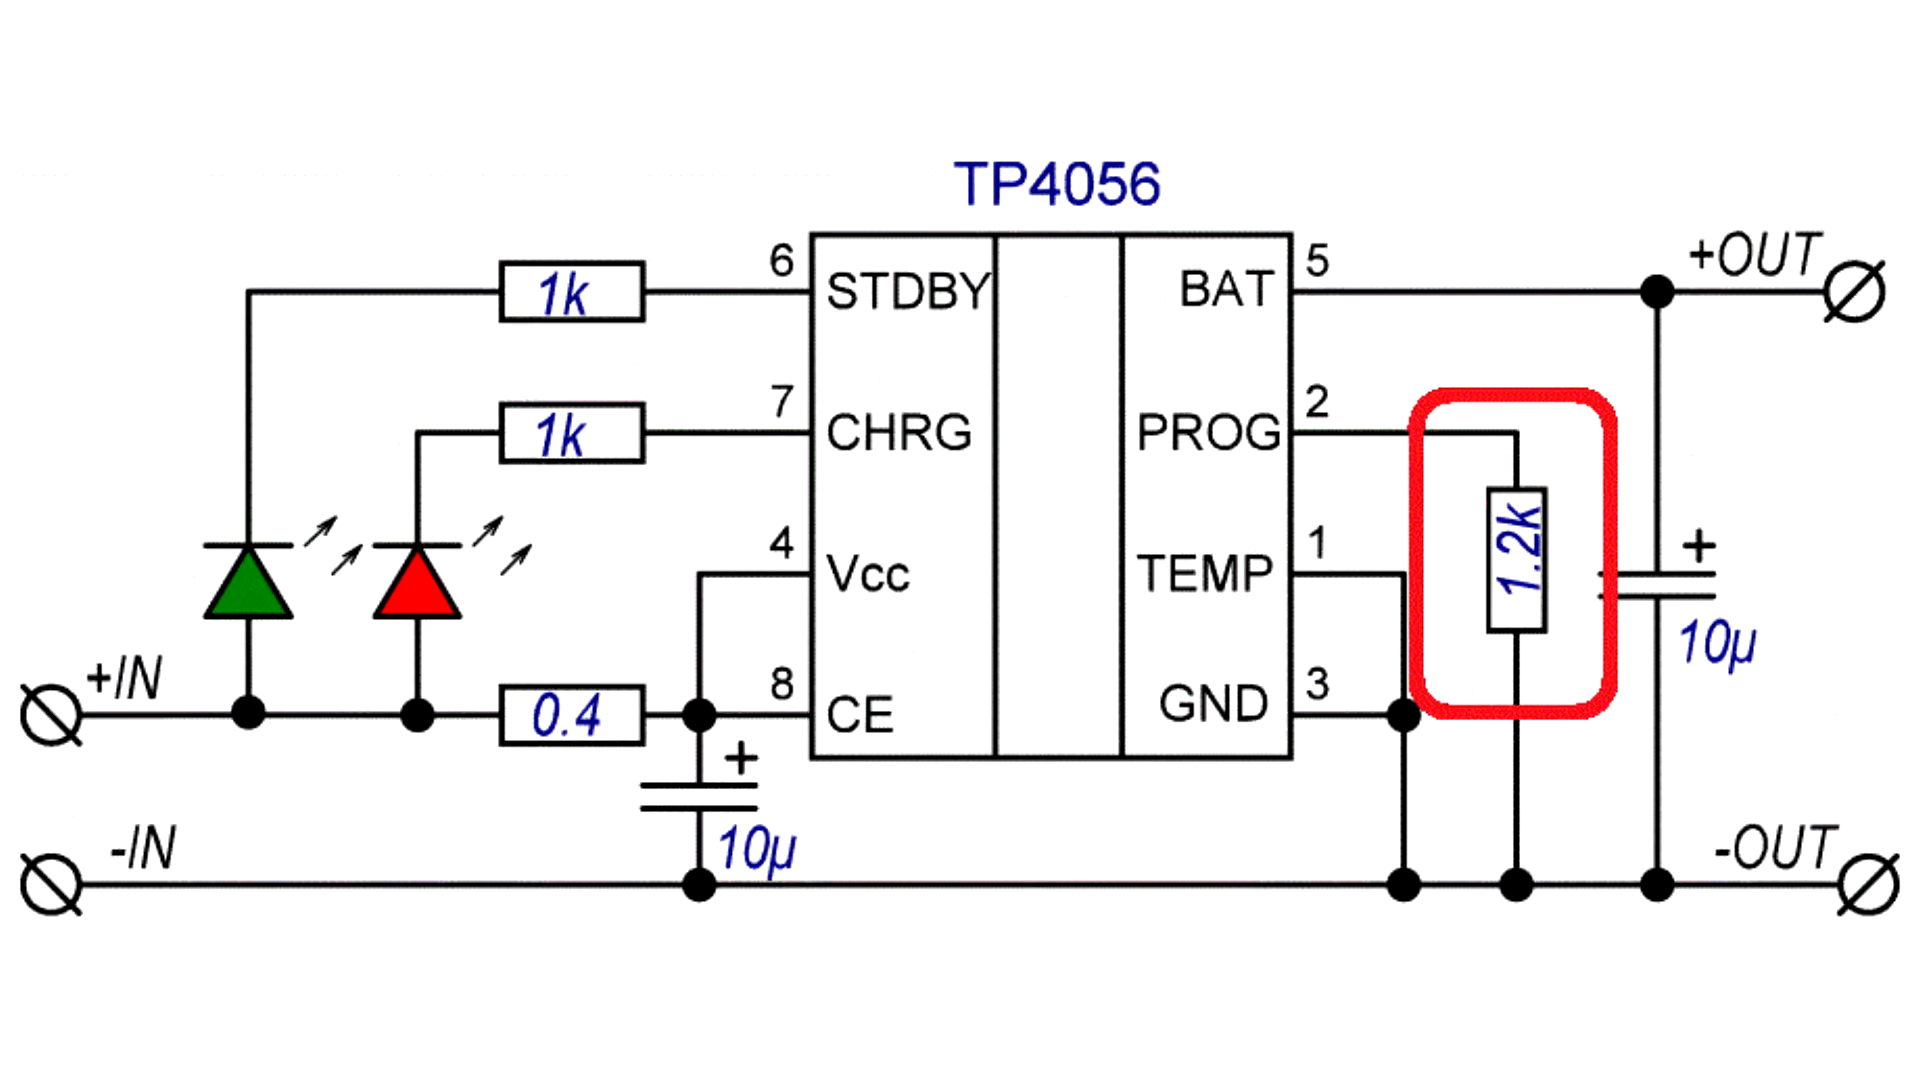 TP4056
6
1k
STDBY
BAT
5
+OUT
7
1k
CHRG
PROG
2
4
Vcc
TEMP
1
1.2k
+
10µ
+IN
0.4
8
CE
GND
3
+
10µ
-IN
-OUT